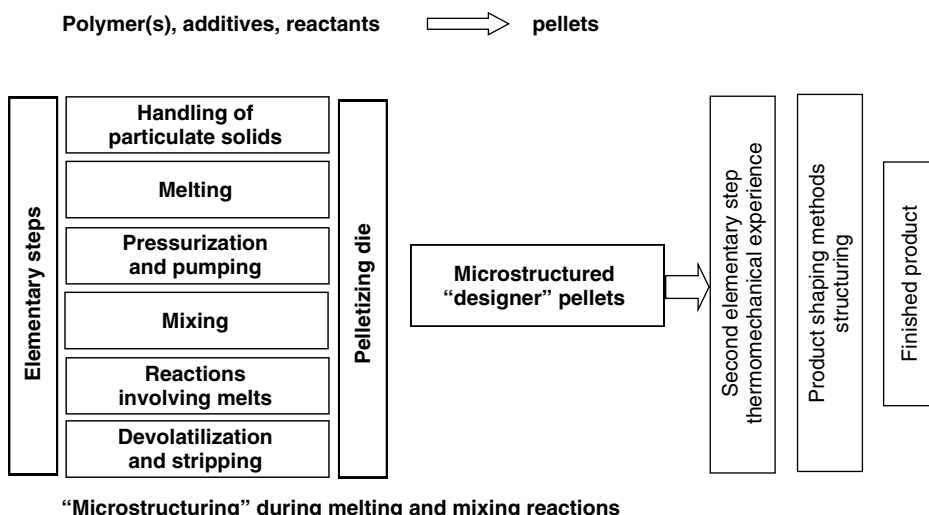 Polymer(s), additives, reactants pellets
Elementary steps
Handling of
particulate solids
Melting
Pressurization
and pumping
Mixing
Reactions
involving melts
Devolatilization
and stripping
Pelletizing die
Microstructured
“designer” pellets
Second elementary step
thermomechanical experience
Product shaping methods
structuring
Finished product
“Microstructuring” during melting and mixing reactions